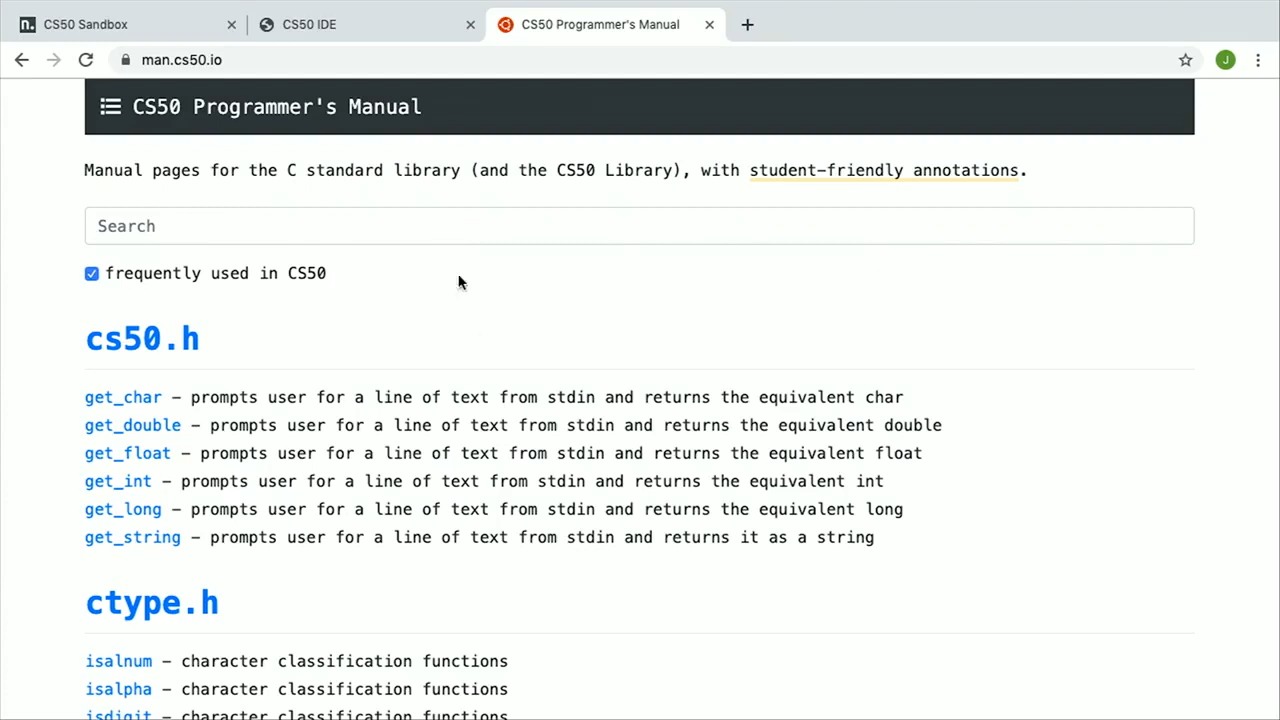 n. CS50 Sandbox
CS50 IDE
CS50 Programmer's Manual
man.cs50.io
J
CS50 Programmer's Manual
Manual pages for the C standard library (and the CS50 Library), with student-friendly annotations.
Search
frequently used in CS50
cs50.h
get_char – prompts user for a line of text from stdin and returns the equivalent char
get_double – prompts user for a line of text from stdin and returns the equivalent double
get_float – prompts user for a line of text from stdin and returns the equivalent float
get_int – prompts user for a line of text from stdin and returns the equivalent int
get_long – prompts user for a line of text from stdin and returns the equivalent long
get_string – prompts user for a line of text from stdin and returns it as a string
ctype.h
isalnum – character classification functions
isalpha – character classification functions
isdigit – character classification functions